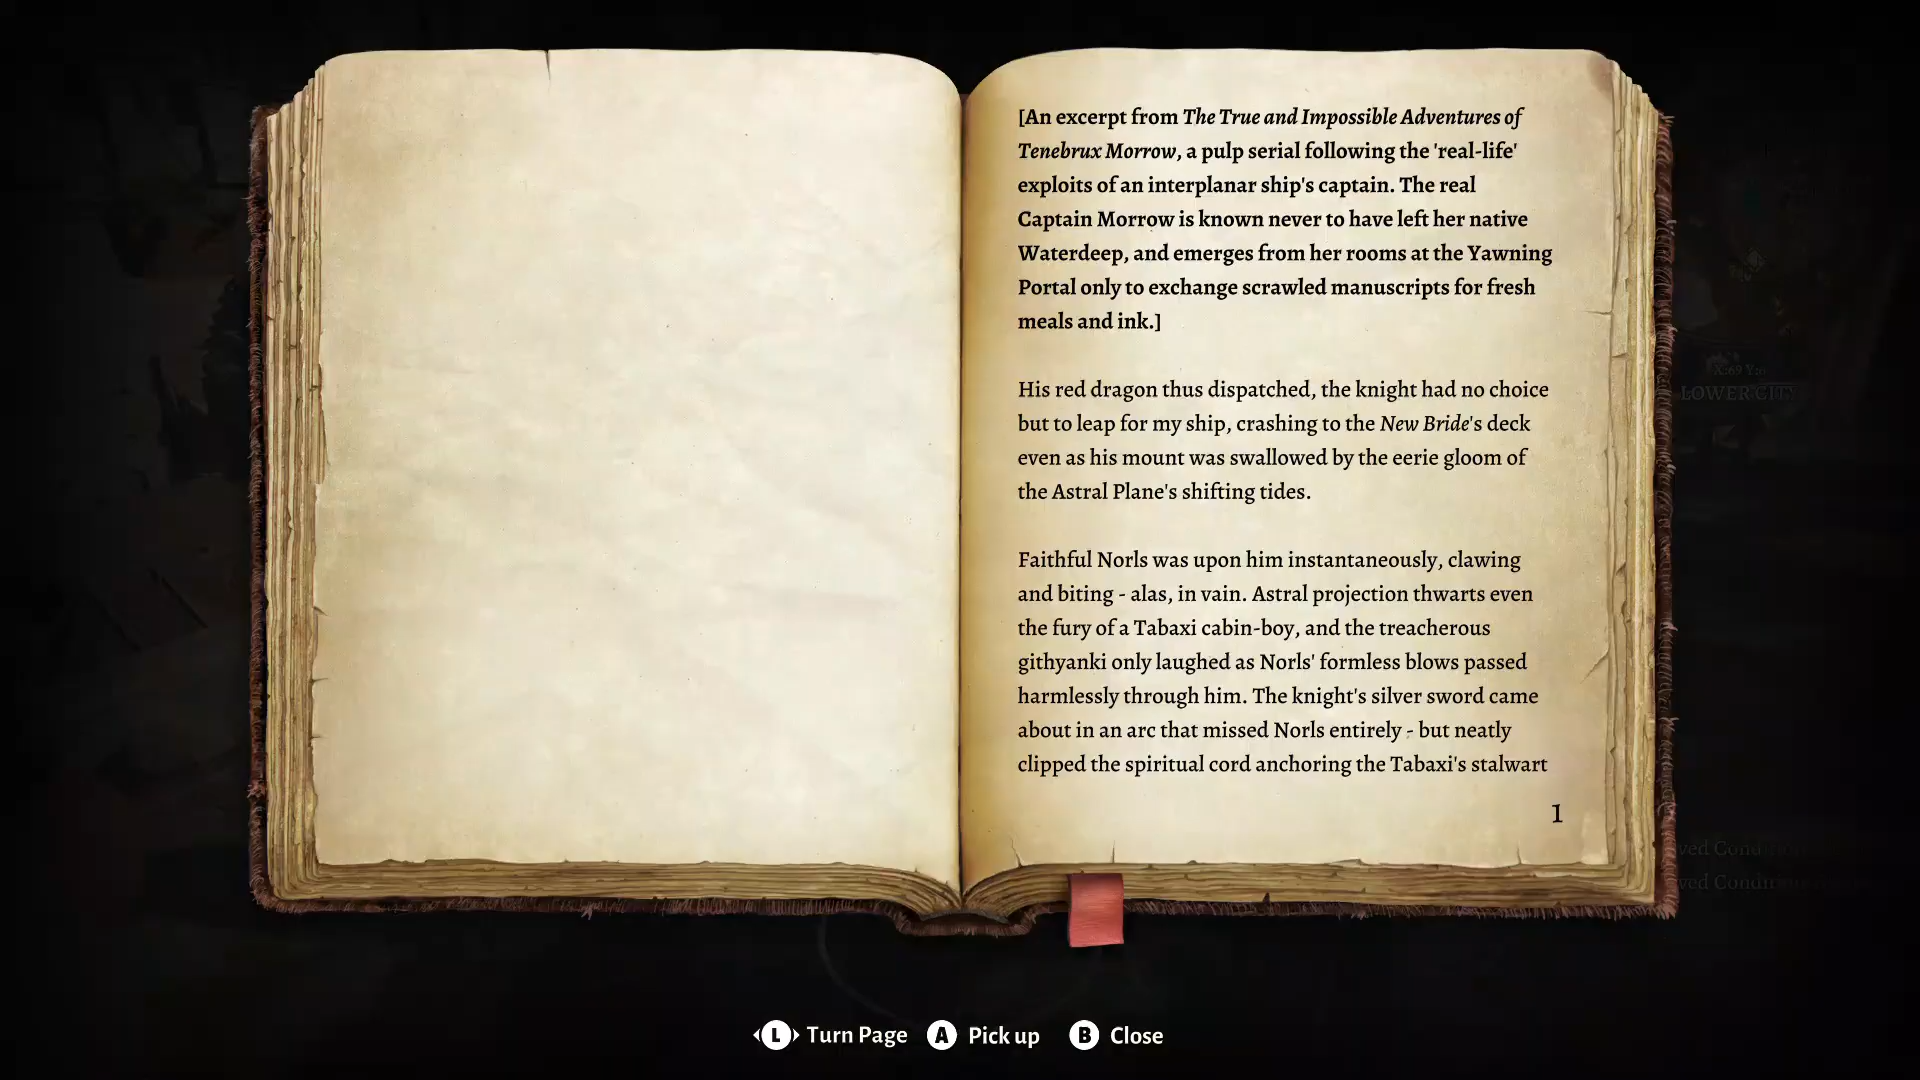 [An excerpt from The True and Impossible Adventures of
Tenebrux Morrow, a pulp serial following the 'real-life'
exploits of an interplanar ship's captain. The real
Captain Morrow is known never to have left her native
Waterdeep, and emerges from her rooms at the Yawning
Portal only to exchange scrawled manuscripts for fresh
meals and ink.]
His red dragon thus dispatched, the knight had no choice
but to leap for my ship, crashing to the New Bride's deck
even as his mount was swallowed by the eerie gloom of
the Astral Plane's shifting tides.
Faithful Norls was upon him instantaneously, clawing
and biting - alas, in vain. Astral projection thwarts even
the fury of a Tabaxi cabin-boy, and the treacherous
githyanki only laughed as Norls' formless blows passed
harmlessly through him. The knight's silver sword came
about in an arc that missed Norls entirely - but neatly
clipped the spiritual cord anchoring the Tabaxi's stalwart
1
LOWER CITY
L Turn Page A Pick up B Close